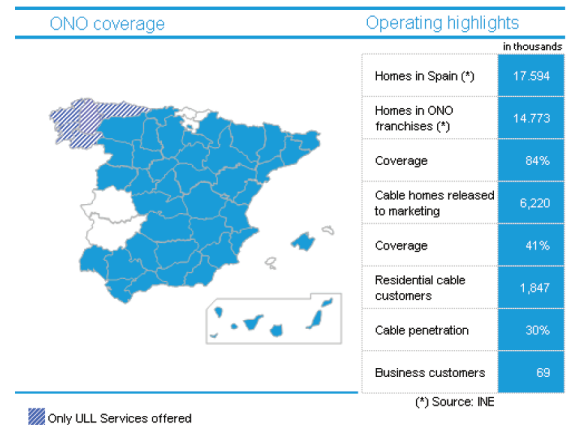 ONO coverage
Operating highlights
in thousands
Homes in Spain (*) 17.594
Homes in ONO
franchises (*) 14.773
Coverage 84%
Cable homes released
to marketing 6,220
Coverage 41%
Residential cable
customers 1,847
Cable penetration 30%
Business customers 69
(*) Source: INE
Only ULL Services offered